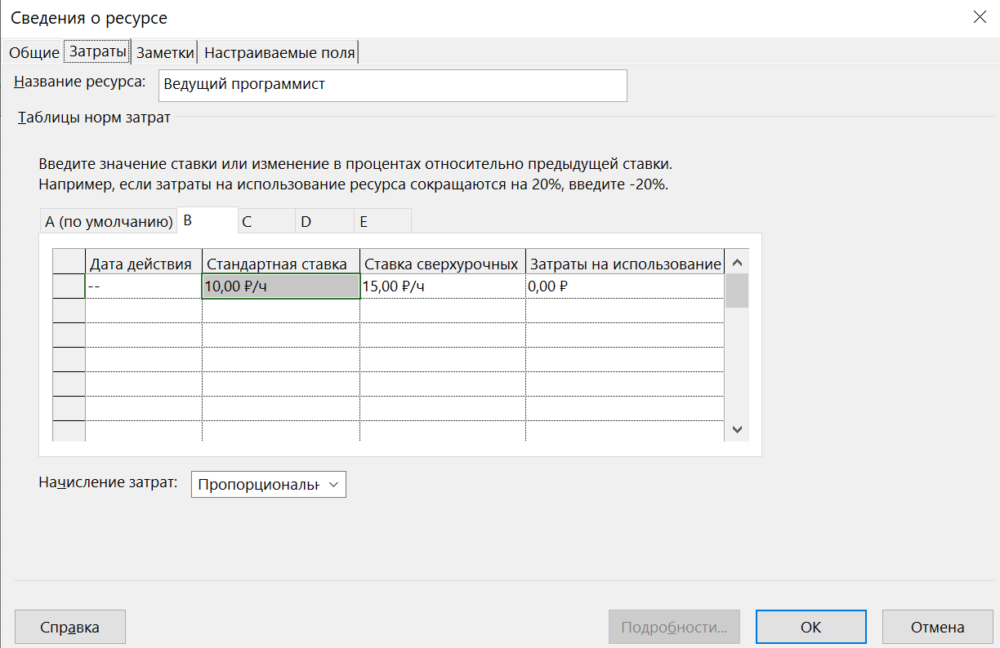 Сведения о ресурсе
Общие Затраты Заметки Настраиваемые поля
Название ресурса: Ведущий программист
Таблицы норм затрат
Введите значение ставки или изменение в процентах относительно предыдущей ставки.
Например, если затраты на использование ресурса сокращаются на 20%, введите -20%.
A (по умолчанию) B C D E
Дата действия Стандартная ставка Ставка сверхурочных Затраты на использование
-- 10,00 ₽/ч 15,00 ₽/ч 0,00 ₽
Начисление затрат: Пропорциональн
Справка Подробности... ОК Отмена